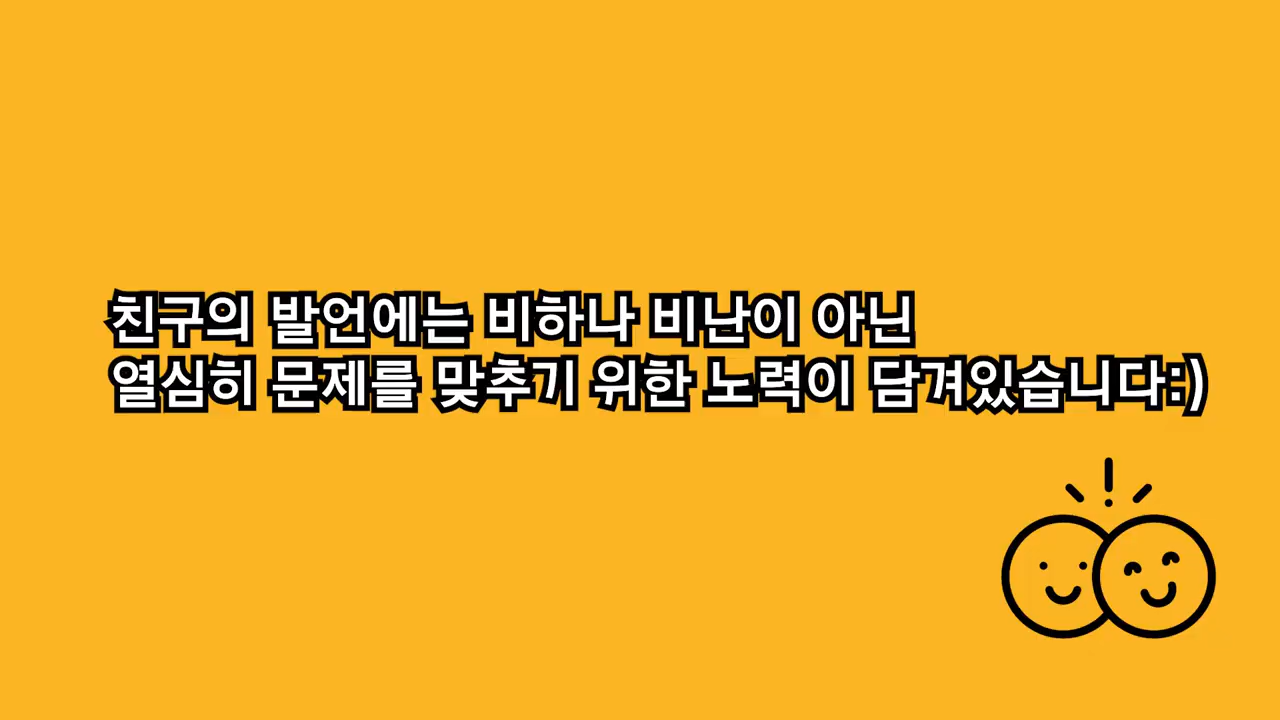 친구의 발언에는 비하나 비난이 아닌
열심히 문제를 맞추기 위한 노력이 담겨있습니다:)